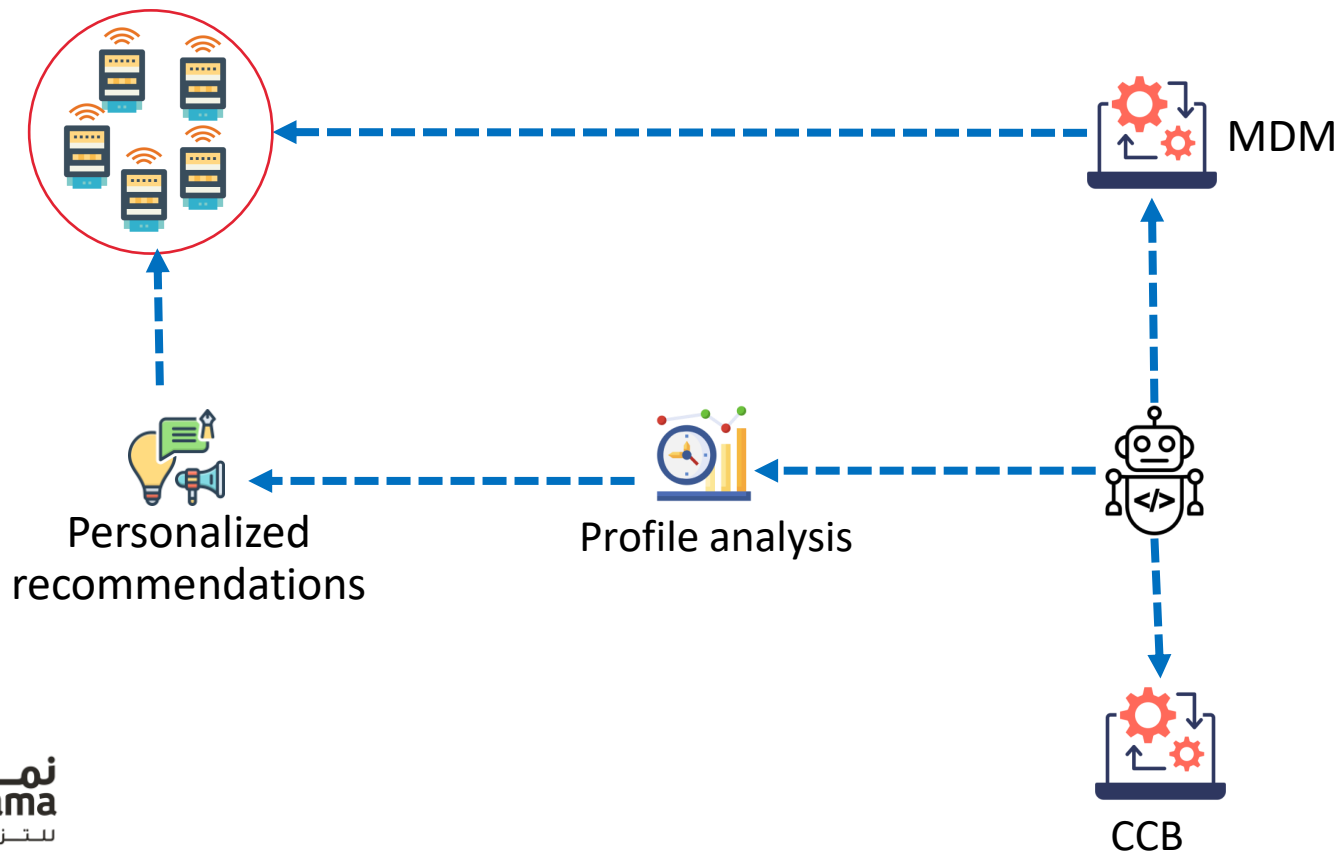 MDM
</>
Profile analysis
Personalized
recommendations
CCB